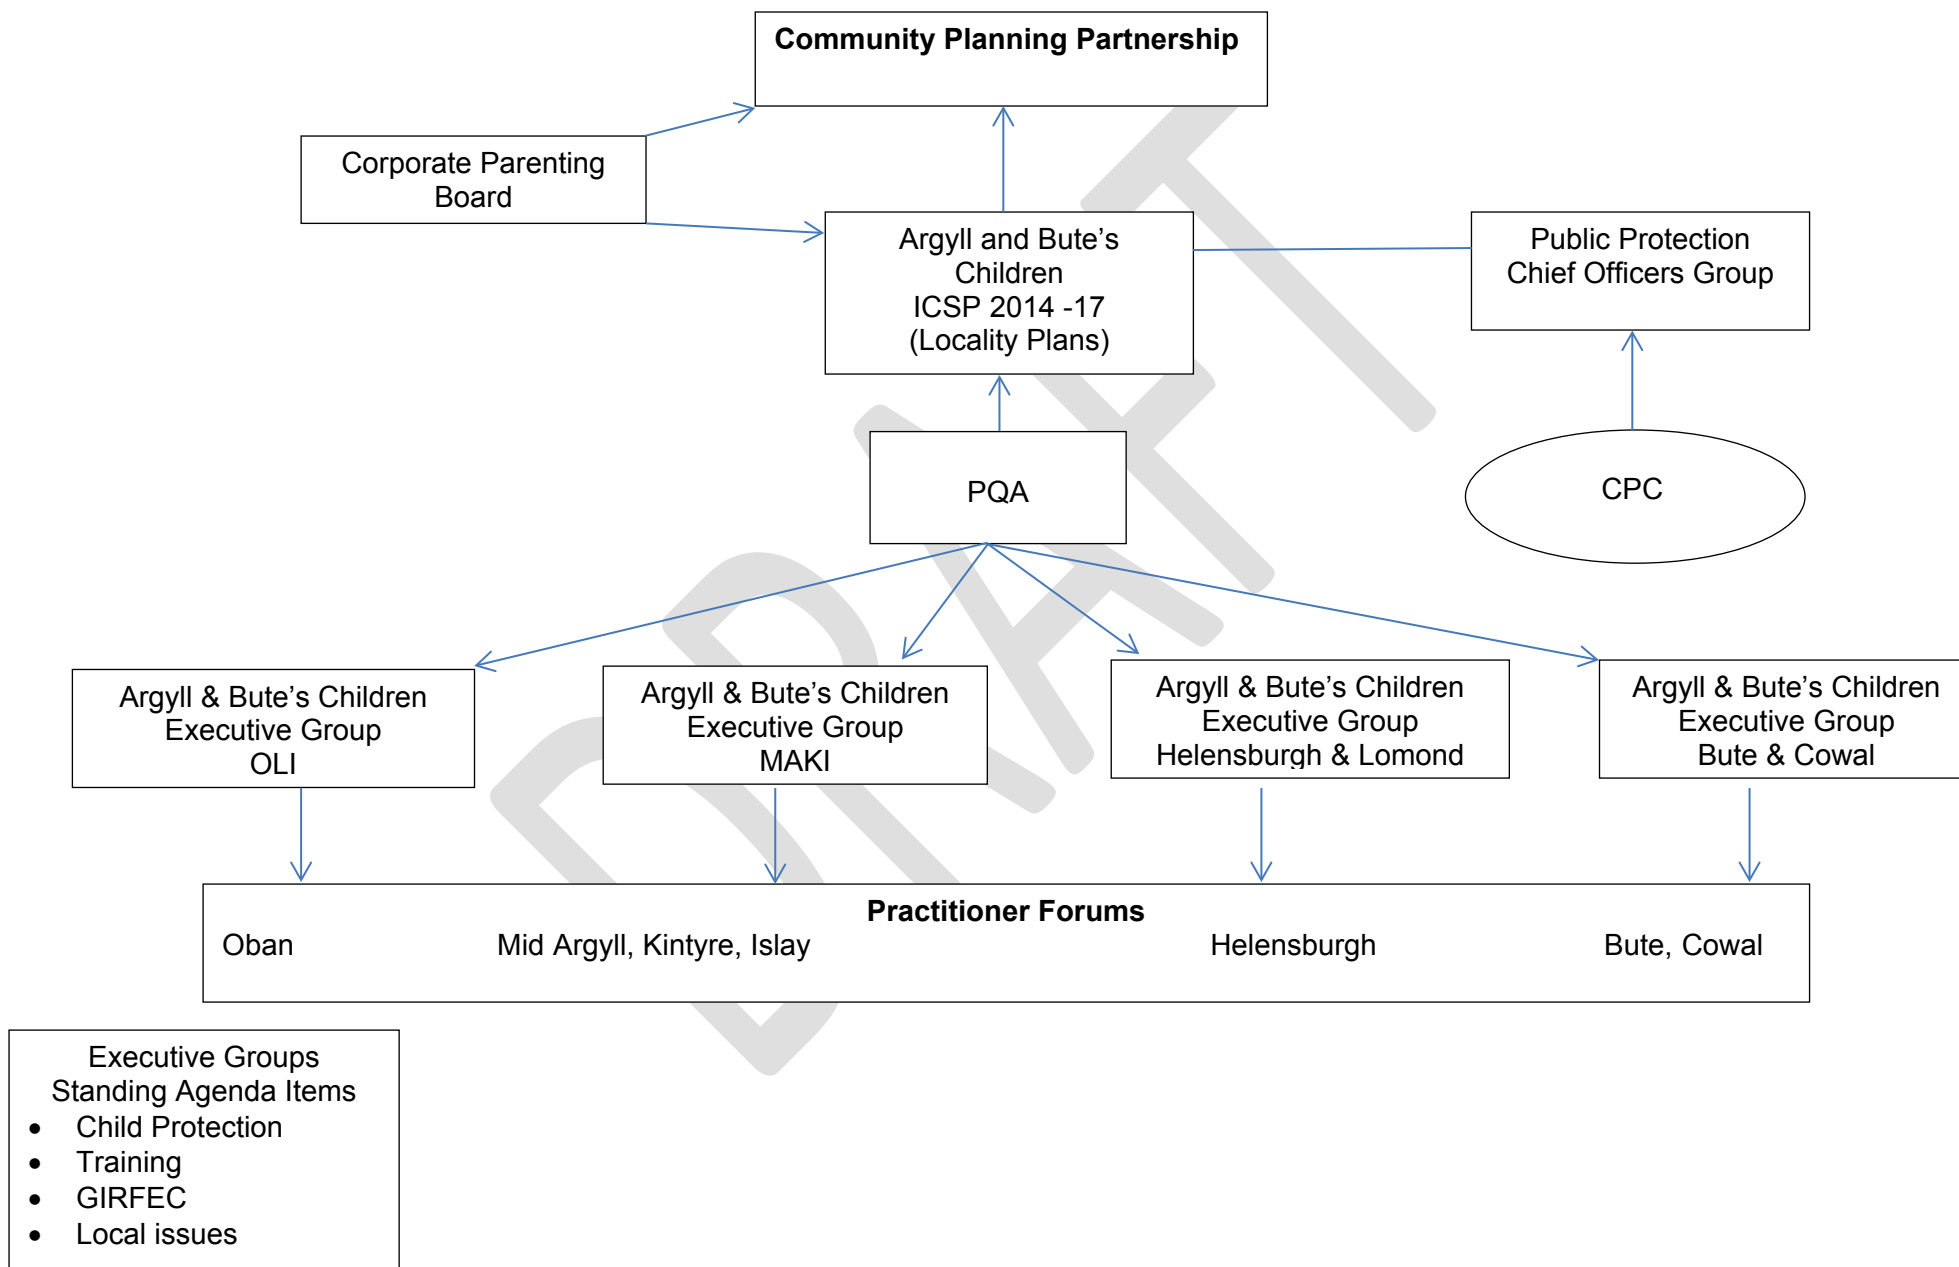 Community Planning Partnership
Corporate Parenting
Board
Argyll and Bute’s
Children
ICSP 2014 -17
(Locality Plans)
Public Protection
Chief Officers Group
PQA
CPC
Argyll & Bute’s Children
Executive Group
OLI
Argyll & Bute’s Children
Executive Group
MAKI
Argyll & Bute’s Children
Executive Group
Helensburgh & Lomond
Argyll & Bute’s Children
Executive Group
Bute & Cowal
Practitioner Forums
Oban
Mid Argyll, Kintyre, Islay
Helensburgh
Bute, Cowal
Executive Groups
Standing Agenda Items
• Child Protection
• Training
• GIRFEC
• Local issues
DRAFT